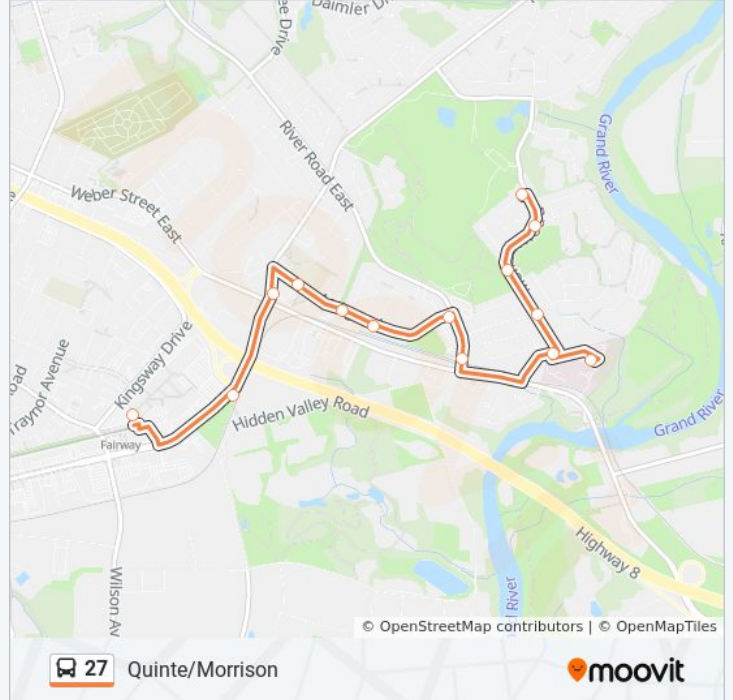 ee Drive
Daimler Dr
River Road East
Grand River
Weber Street East
Kingsway Drive
Traynor Avenue
oad
Hidden Valley Road
Fairway
Grand River
Highway 8
Wilson Av
l River
© OpenStreetMap contributors | © OpenMapTiles
27 Quinte/Morrison
moovit